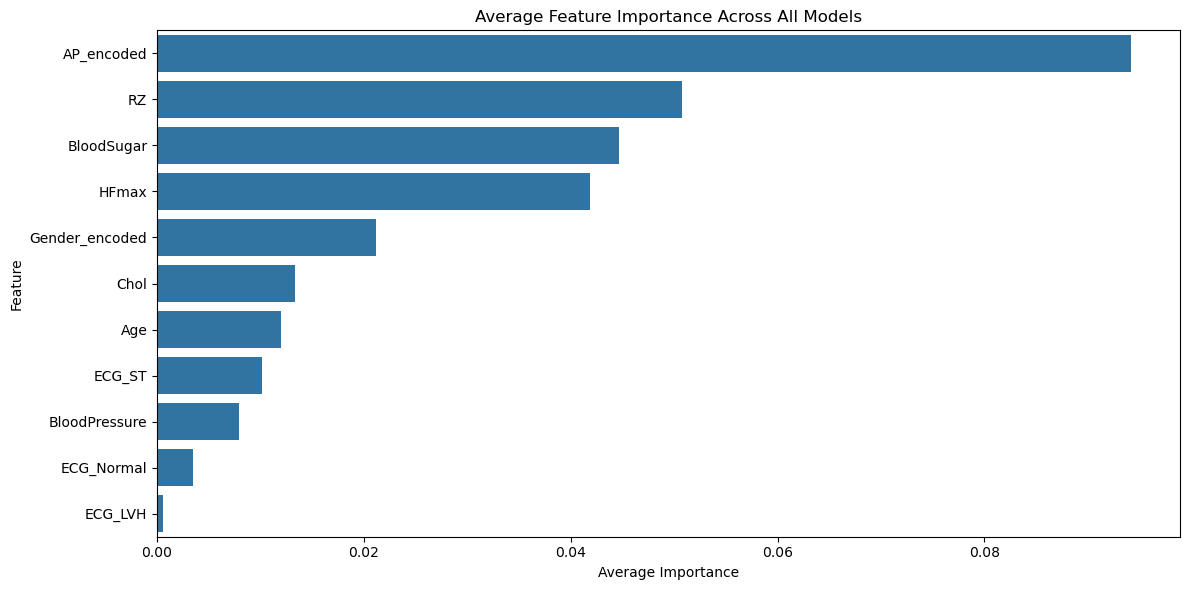 Average Feature Importance Across All Models
AP_encoded
RZ
BloodSugar
HFmax
Gender_encoded
Chol
Age
ECG_ST
BloodPressure
ECG_Normal
ECG_LVH
Feature
0.00 0.02 0.04 0.06 0.08
Average Importance